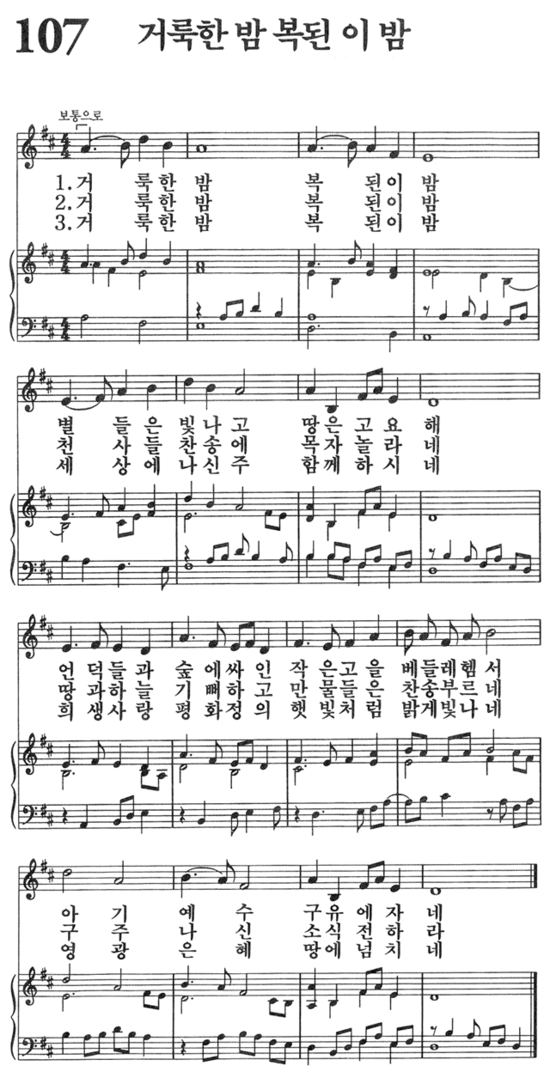 107 거룩한 밤 복된 이 밤
보통으로
1. 거 룩한 밤 복 된이 밤
2. 거 룩한 밤 복 된이 밤
3. 거 룩한 밤 복 된이 밤
별 들은 빛나고 땅은고요 해
천 사들찬송에 목자놀라 네
세 상에나신주 함께하시 네
언 덕들과 숲 에싸 인 작 은고을 베들레헴 서
땅 과하늘 기 뻐하 고 만 물들은 찬송부르 네
희 생사랑 평 화정 의 햇 빛처럼 밝게빛나 네
아 기 예 수 구유에자 네
구 주 나 신 소식전하 라
영 광 은 혜 땅에넘치 네